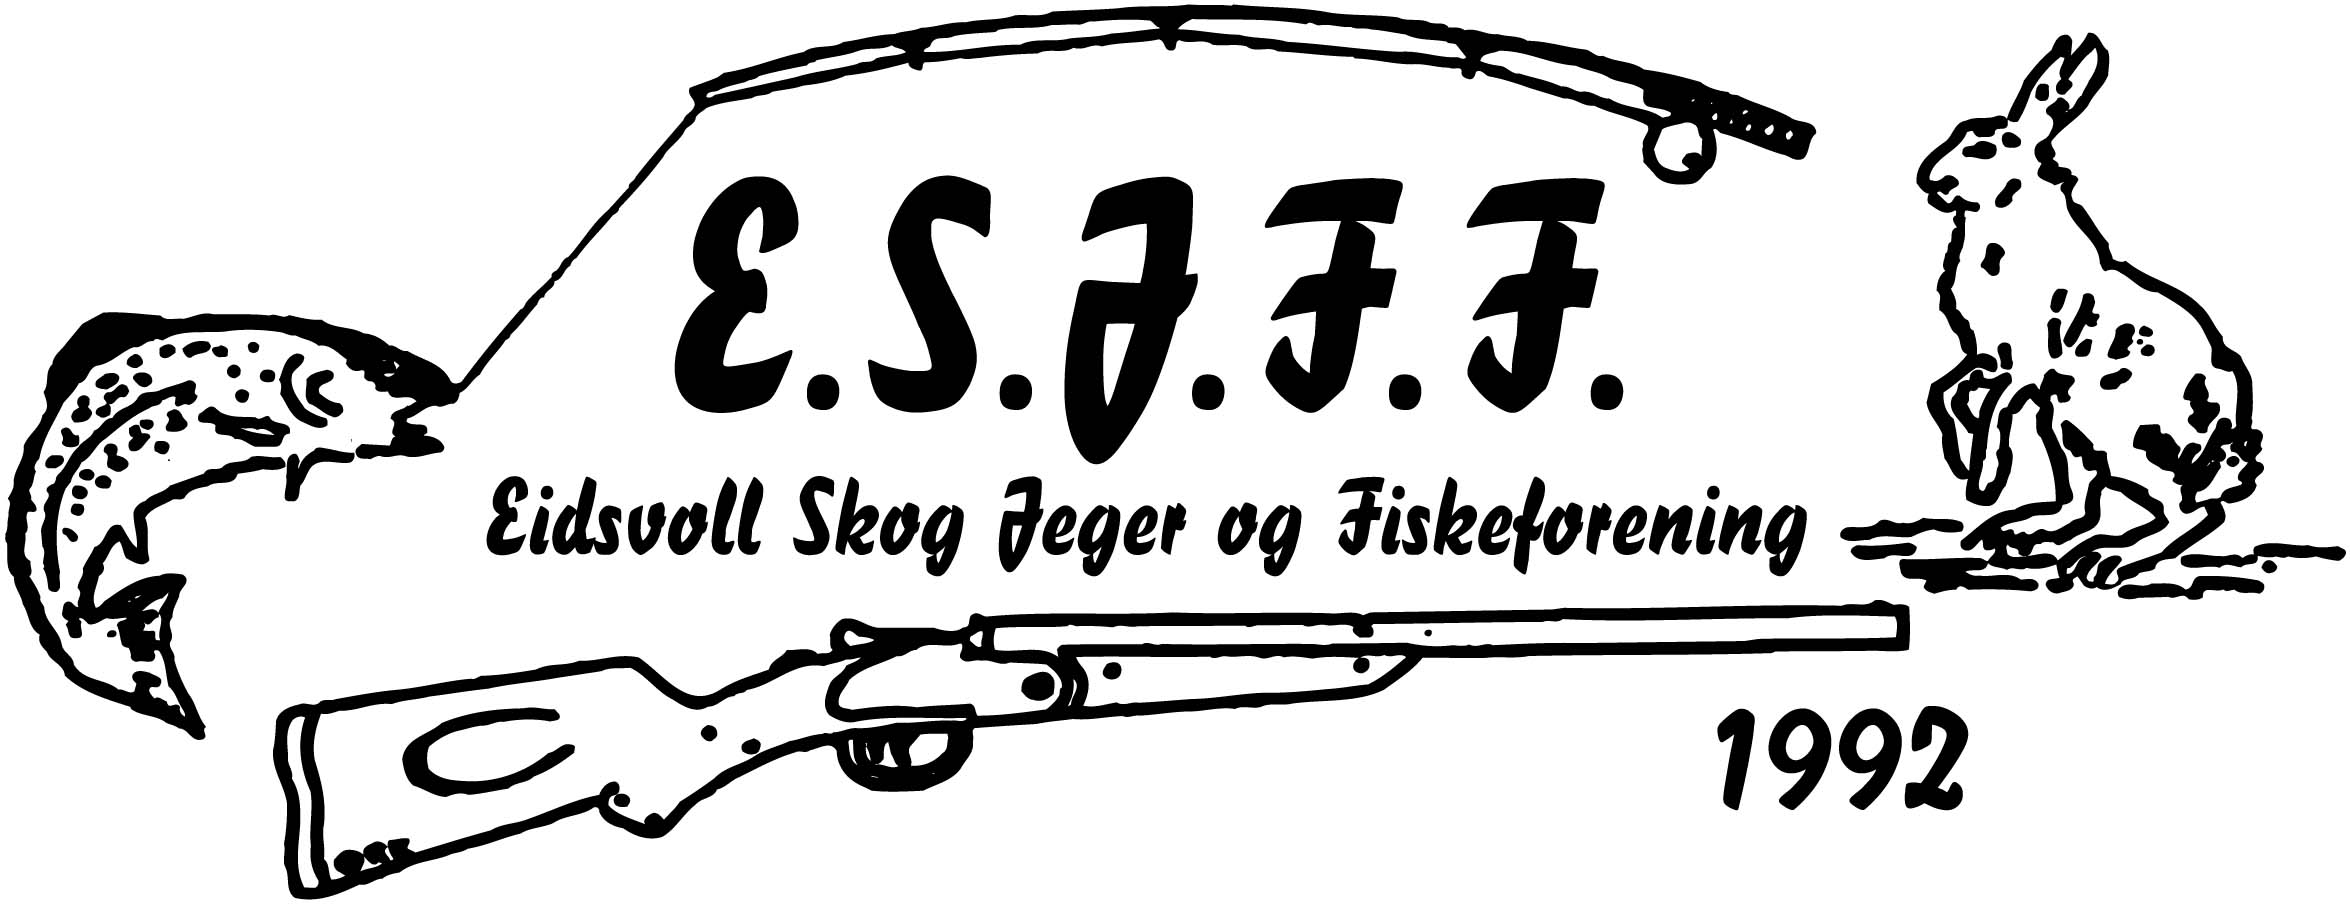 E.S.J.F.F.
Eidsvoll Skog Jeger og Fiskeforening
1992